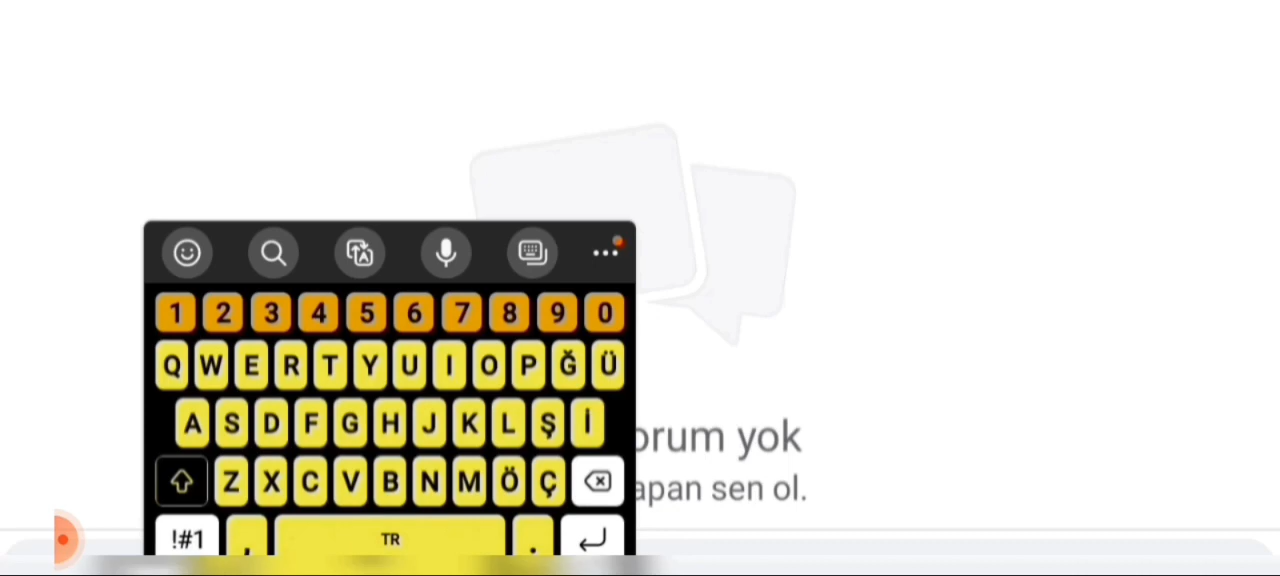 1 2 3 4 5 6 7 8 9 0
Q W E R T Y U I O P Ğ Ü
A S D F G H J K L Ş İ
orum yok
Z X C V B N M Ö Ç
apan sen ol.
!#1 , TR .